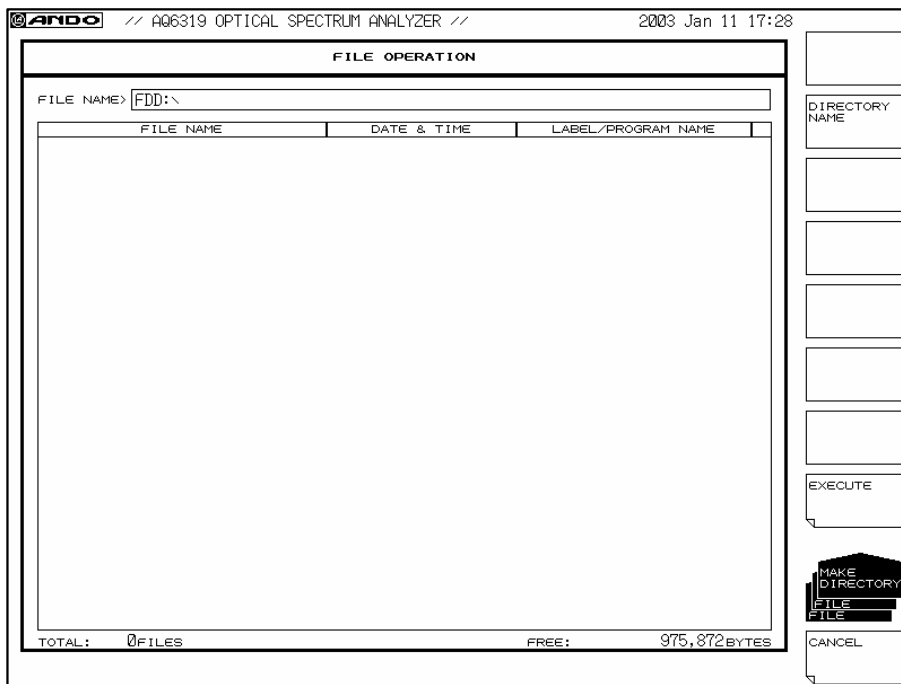 ANDO // AQ6319 OPTICAL SPECTRUM ANALYZER // 2003 Jan 11 17:28
FILE OPERATION
FILE NAME> FDD:\
FILE NAME DATE & TIME LABEL/PROGRAM NAME
TOTAL: 0FILES FREE: 975,872BYTES
DIRECTORY
NAME
EXECUTE
MAKE
DIRECTORY
FILE
FILE
CANCEL